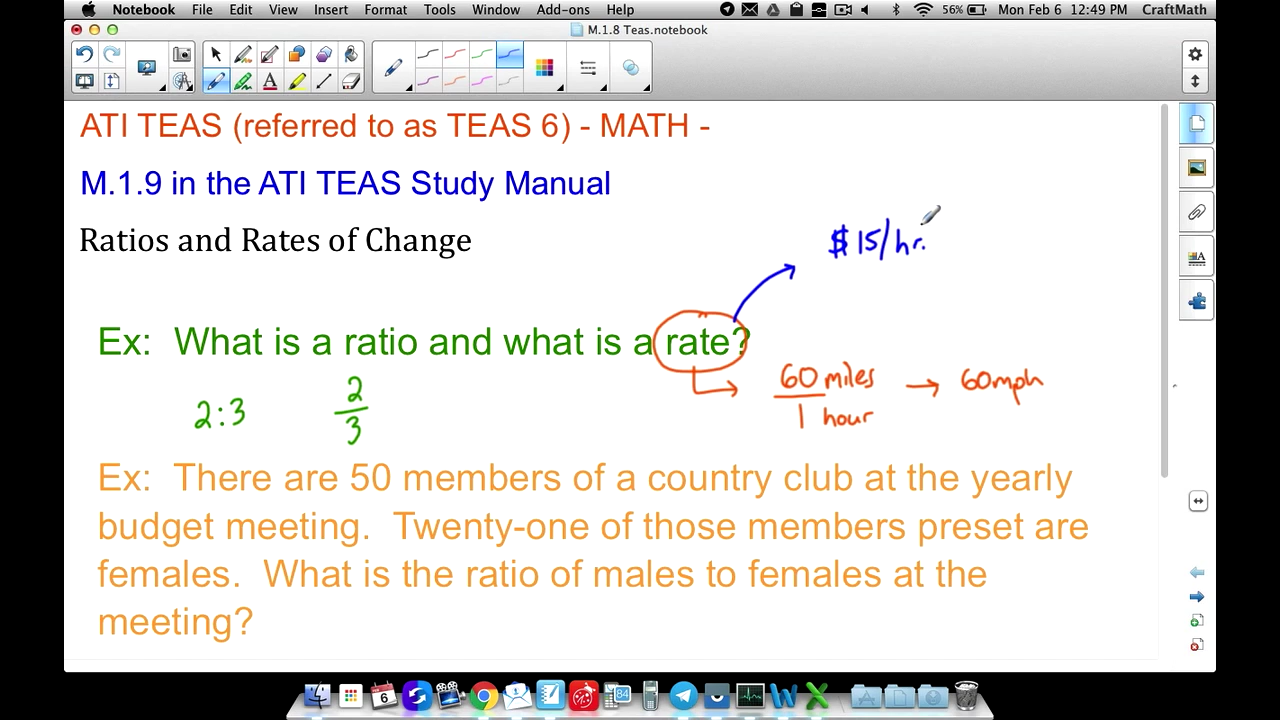 Notebook File Edit View Insert Format Tools Window Add-ons Help 56% Mon Feb 6 12:49 PM CraftMath
M.1.8 Teas.notebook
ATI TEAS (referred to as TEAS 6) - MATH -
M.1.9 in the ATI TEAS Study Manual
Ratios and Rates of Change
$15/hr.
Ex: What is a ratio and what is a rate?
2:3
2
3
60 miles
1 hour
→ 60mph
Ex: There are 50 members of a country club at the yearly
budget meeting. Twenty-one of those members preset are
females. What is the ratio of males to females at the
meeting?